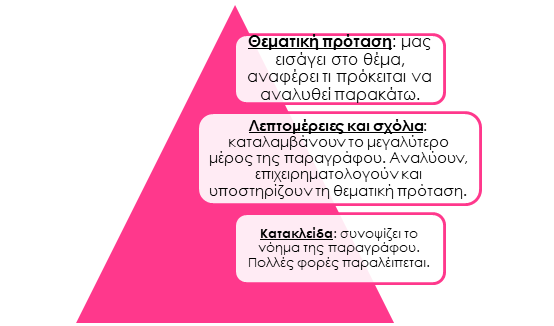 Θεματική πρόταση: μας
εισάγει στο θέμα,
αναφέρει τι πρόκειται να
αναλυθεί παρακάτω.
Λεπτομέρειες και σχόλια:
καταλαμβάνουν το μεγαλύτερο
μέρος της παραγράφου. Αναλύουν,
επιχειρηματολογούν και
υποστηρίζουν τη θεματική πρόταση.
Κατακλείδα: συνοψίζει το
νόημα της παραγράφου.
Πολλές φορές παραλείπεται.